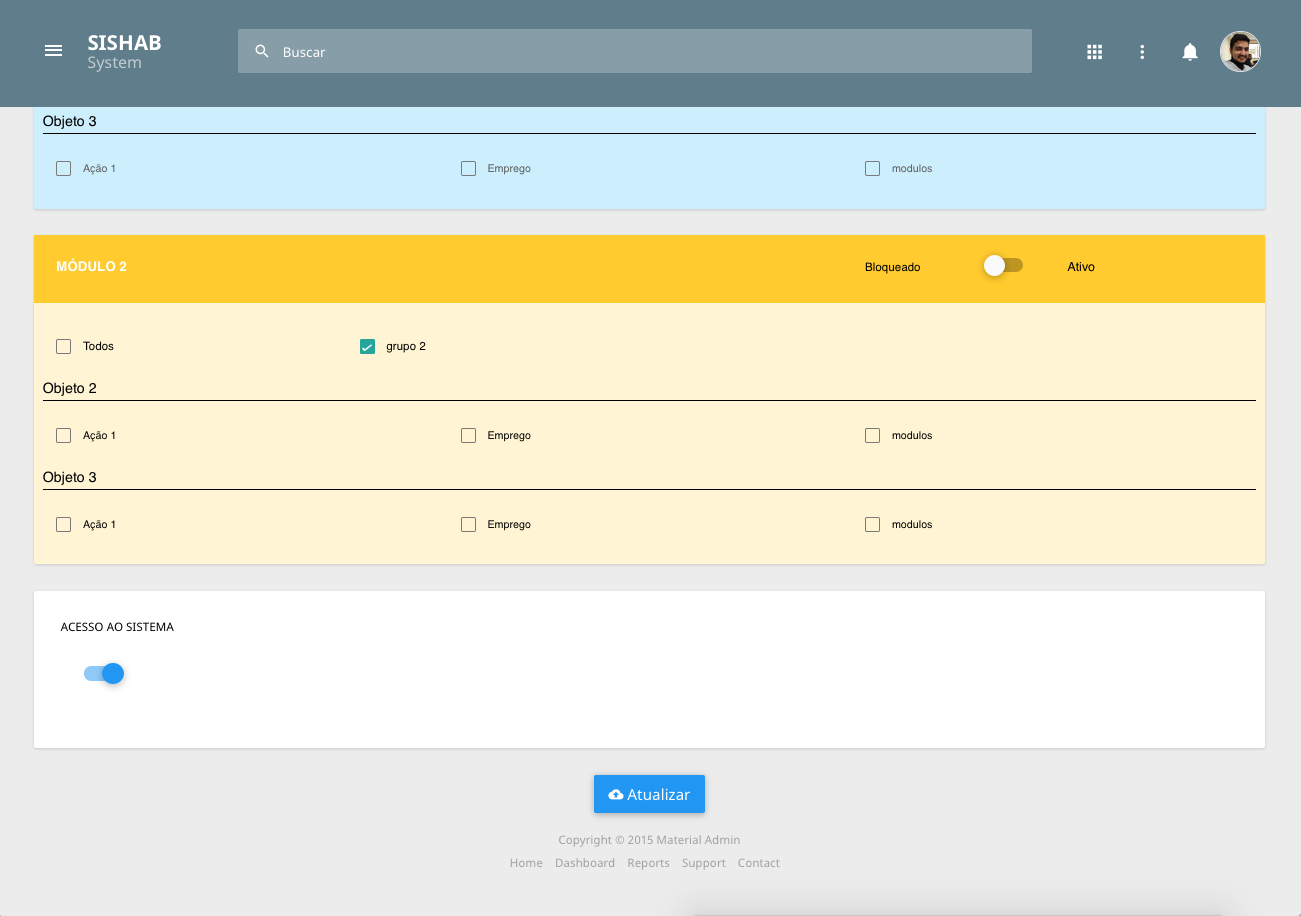 SISHAB
System
Buscar
Objeto 3
Ação 1 Emprego modulos
MÓDULO 2 Bloqueado Ativo
Todos grupo 2
Objeto 2
Ação 1 Emprego modulos
Objeto 3
Ação 1 Emprego modulos
ACESSO AO SISTEMA
Atualizar
Copyright © 2015 Material Admin
Home Dashboard Reports Support Contact